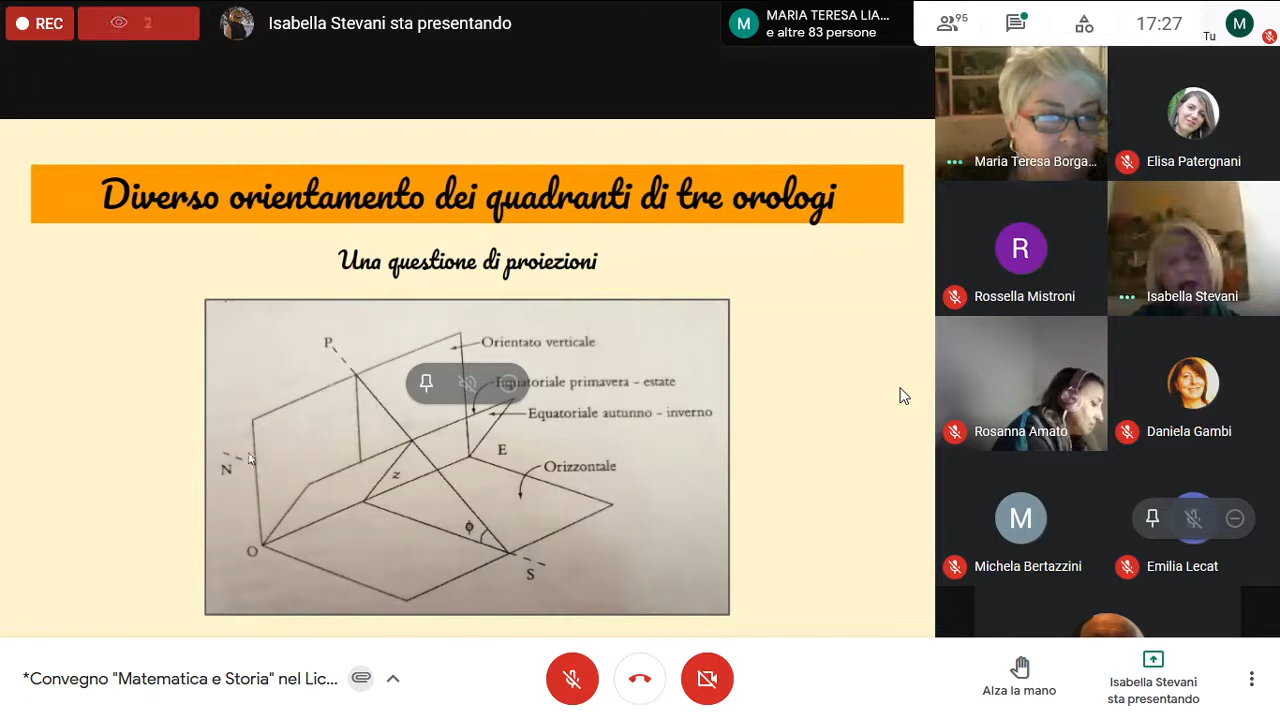 REC
2
Isabella Stevani sta presentando
M
MARIA TERESA LIA...
e altre 83 persone
95
17:27
Tu
M
Diverso orientamento dei quadranti di tre orologi
Una questione di proiezioni
P
Orientato verticale
Equatoriale primavera - estate
Equatoriale autunno - inverno
N
E
Orizzontale
z
ϕ
O
S
Maria Teresa Borga...
Elisa Patergnani
R
Rossella Mistroni
Isabella Stevani
Rosanna Amato
Daniela Gambi
M
Michela Bertazzini
Emilia Lecat
*Convegno "Matematica e Storia" nel Lic...
Alza la mano
Isabella Stevani
sta presentando